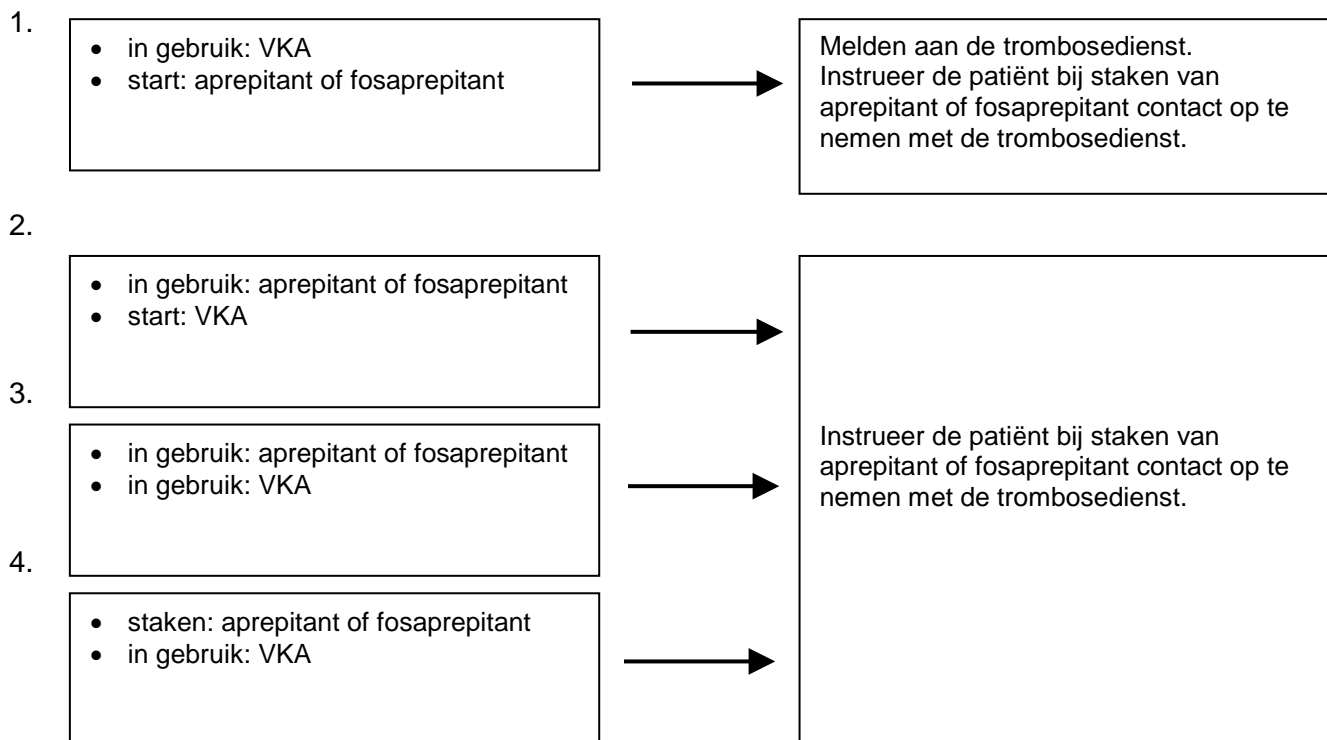 1.
• in gebruik: VKA
• start: aprepitant of fosaprepitant
Melden aan de trombosedienst.
Instrueer de patiënt bij staken van
aprepitant of fosaprepitant contact op te
nemen met de trombosedienst.
2.
• in gebruik: aprepitant of fosaprepitant
• start: VKA
3.
• in gebruik: aprepitant of fosaprepitant
• in gebruik: VKA
Instrueer de patiënt bij staken van
aprepitant of fosaprepitant contact op te
nemen met de trombosedienst.
4.
• staken: aprepitant of fosaprepitant
• in gebruik: VKA